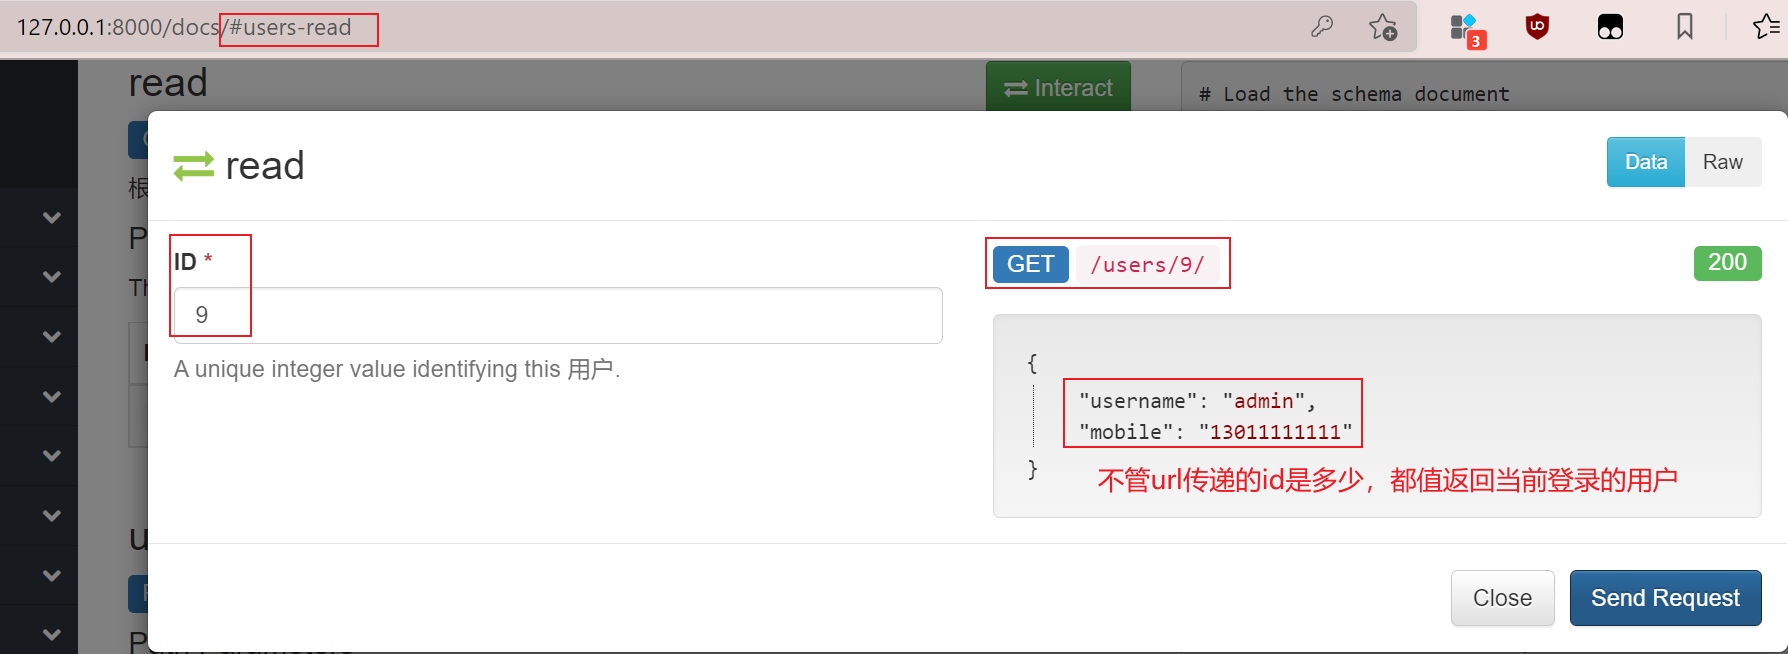 127.0.0.1:8000/docs/#users-read
3
read
Interact
# Load the schema document
根
read
Data
Raw
ID *
9
A unique integer value identifying this 用户.
GET
/users/9/
200
{
"username": "admin",
"mobile": "13011111111"
}
不管url传递的id是多少，都值返回当前登录的用户
Close
Send Request